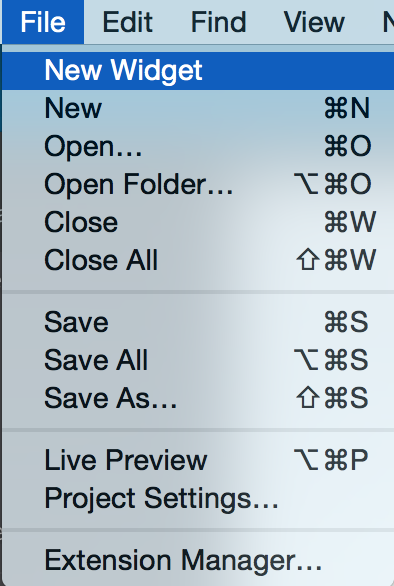 File Edit Find View N
New Widget
New ⌘N
Open… ⌘O
Open Folder… ⌥⌘O
Close ⌘W
Close All ⇧⌘W
Save ⌘S
Save All ⌥⌘S
Save As… ⇧⌘S
Live Preview ⌥⌘P
Project Settings…
Extension Manager…